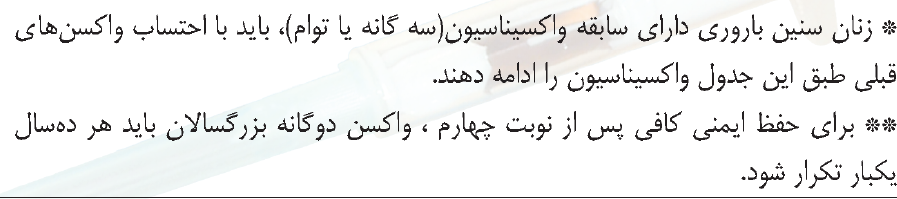 * زنان سنین باروری دارای سابقه واکسیناسیون(سه گانه یا توام)، باید با احتساب واکسن‌های
قبلی طبق این جدول واکسیناسیون را ادامه دهند.
** برای حفظ ایمنی کافی پس از نوبت چهارم ، واکسن دوگانه بزرگسالان باید هر ده‌سال
یکبار تکرار شود.